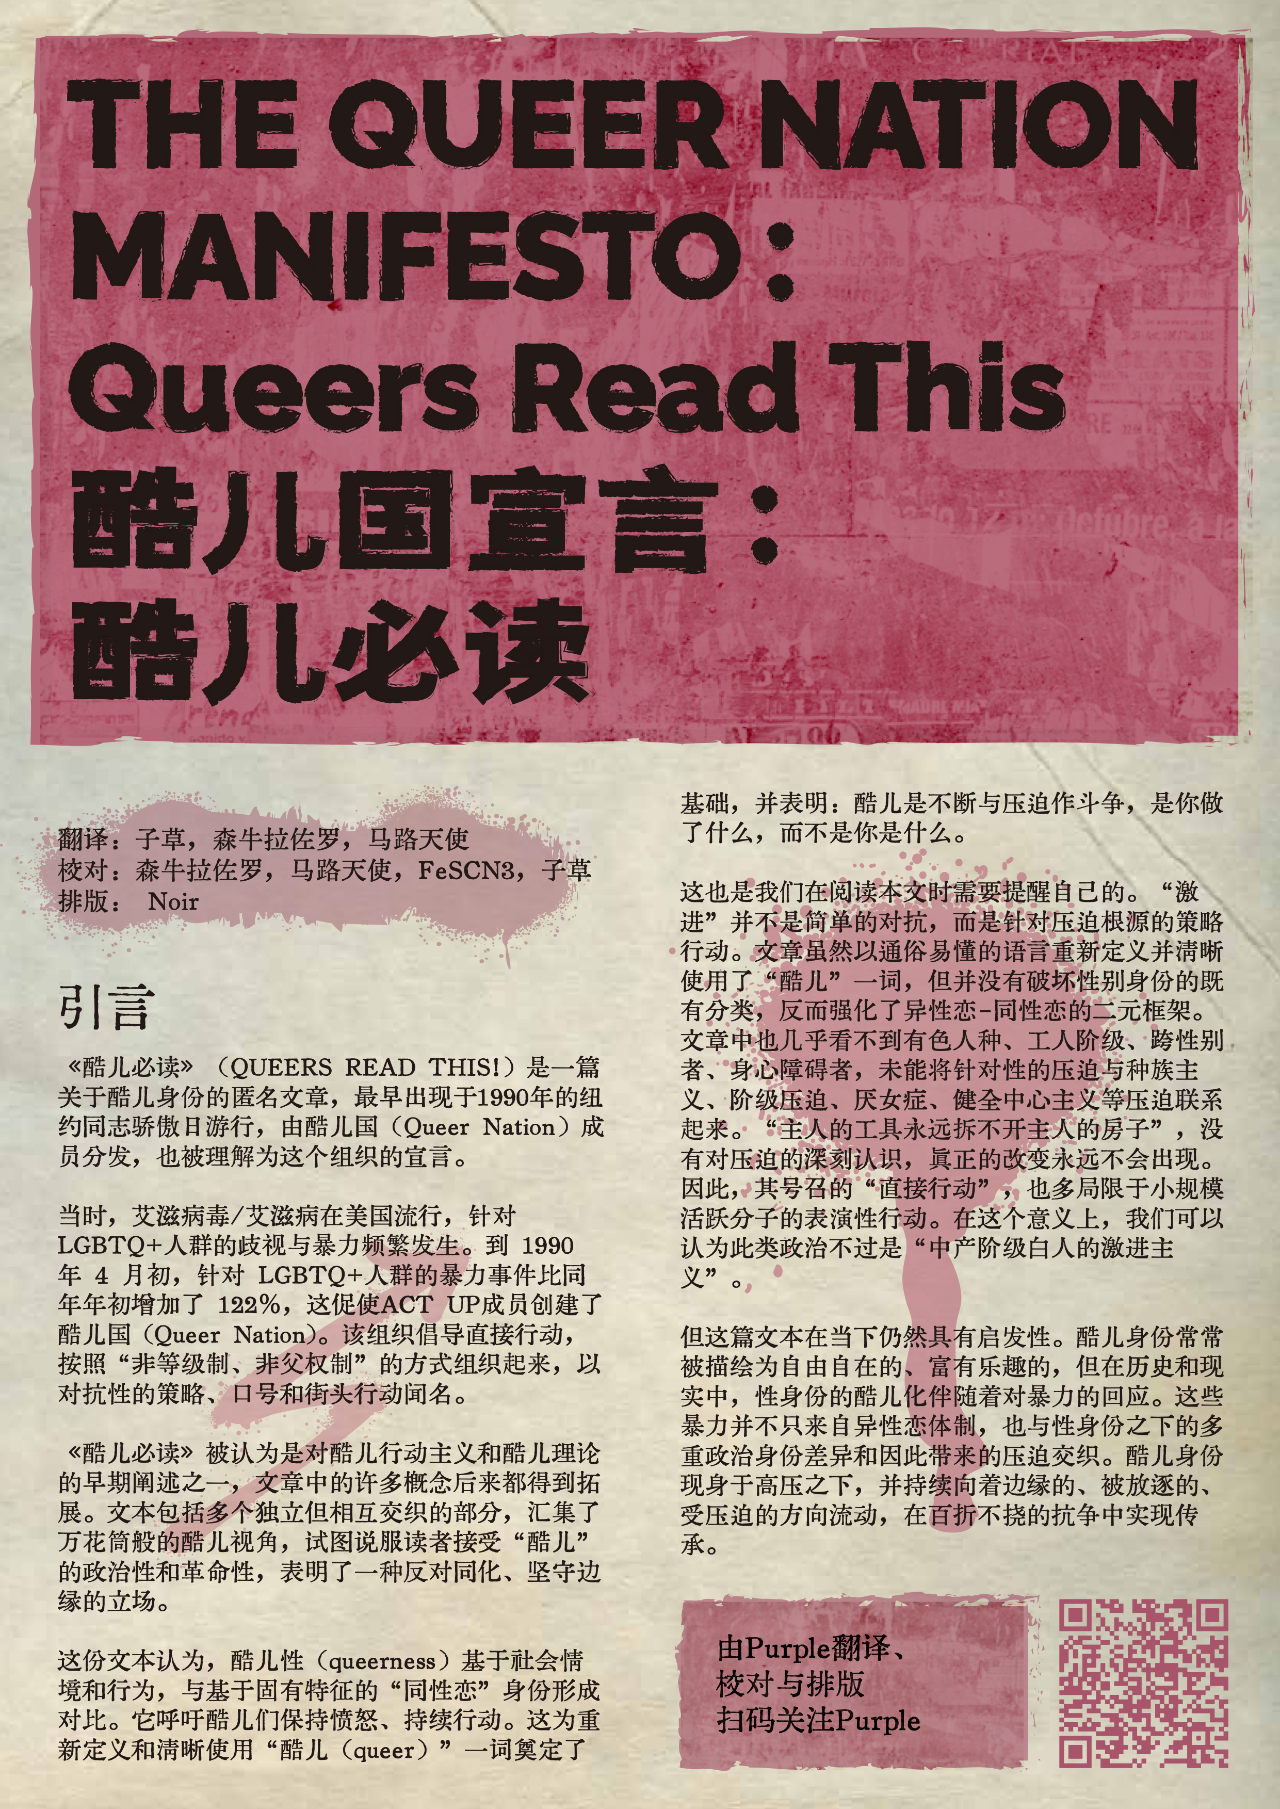 THE QUEER NATION
MANIFESTO：
Queers Read This
酷儿国宣言：
酷儿必读
翻译：子草，森牛拉佐罗，马路天使
校对：森牛拉佐罗，马路天使，FeSCN3，子草
排版： Noir
引言
《酷儿必读》（QUEERS READ THIS!）是一篇
关于酷儿身份的匿名文章，最早出现于1990年的纽
约同志骄傲日游行，由酷儿国（Queer Nation）成
员分发，也被理解为这个组织的宣言。
当时，艾滋病毒/艾滋病在美国流行，针对
LGBTQ+人群的歧视与暴力频繁发生。到 1990
年 4 月初，针对 LGBTQ+人群的暴力事件比同
年年初增加了 122%，这促使ACT UP成员创建了
酷儿国（Queer Nation）。该组织倡导直接行动，
按照“非等级制、非父权制”的方式组织起来，以
对抗性的策略、口号和街头行动闻名。
《酷儿必读》被认为是对酷儿行动主义和酷儿理论
的早期阐述之一，文章中的许多概念后来都得到拓
展。文本包括多个独立但相互交织的部分，汇集了
万花筒般的酷儿视角，试图说服读者接受“酷儿”
的政治性和革命性，表明了一种反对同化、坚守边
缘的立场。
这份文本认为，酷儿性（queerness）基于社会情
境和行为，与基于固有特征的“同性恋”身份形成
对比。它呼吁酷儿们保持愤怒、持续行动。这为重
新定义和清晰使用“酷儿（queer）”一词奠定了
基础，并表明：酷儿是不断与压迫作斗争，是你做
了什么，而不是你是什么。
这也是我们在阅读本文时需要提醒自己的。“激
进”并不是简单的对抗，而是针对压迫根源的策略
行动。文章虽然以通俗易懂的语言重新定义并清晰
使用了“酷儿”一词，但并没有破坏性别身份的既
有分类，反而强化了异性恋-同性恋的二元框架。
文章中也几乎看不到有色人种、工人阶级、跨性别
者、身心障碍者，未能将针对性的压迫与种族主
义、阶级压迫、厌女症、健全中心主义等压迫联系
起来。“主人的工具永远拆不开主人的房子”，没
有对压迫的深刻认识，真正的改变永远不会出现。
因此，其号召的“直接行动”，也多局限于小规模
活跃分子的表演性行动。在这个意义上，我们可以
认为此类政治不过是“中产阶级白人的激进主
义”。
但这篇文本在当下仍然具有启发性。酷儿身份常常
被描绘为自由自在的、富有乐趣的，但在历史和现
实中，性身份的酷儿化伴随着对暴力的回应。这些
暴力并不只来自异性恋体制，也与性身份之下的多
重政治身份差异和因此带来的压迫交织。酷儿身份
现身于高压之下，并持续向着边缘的、被放逐的、
受压迫的方向流动，在百折不挠的抗争中实现传
承。
由Purple翻译、
校对与排版
扫码关注Purple